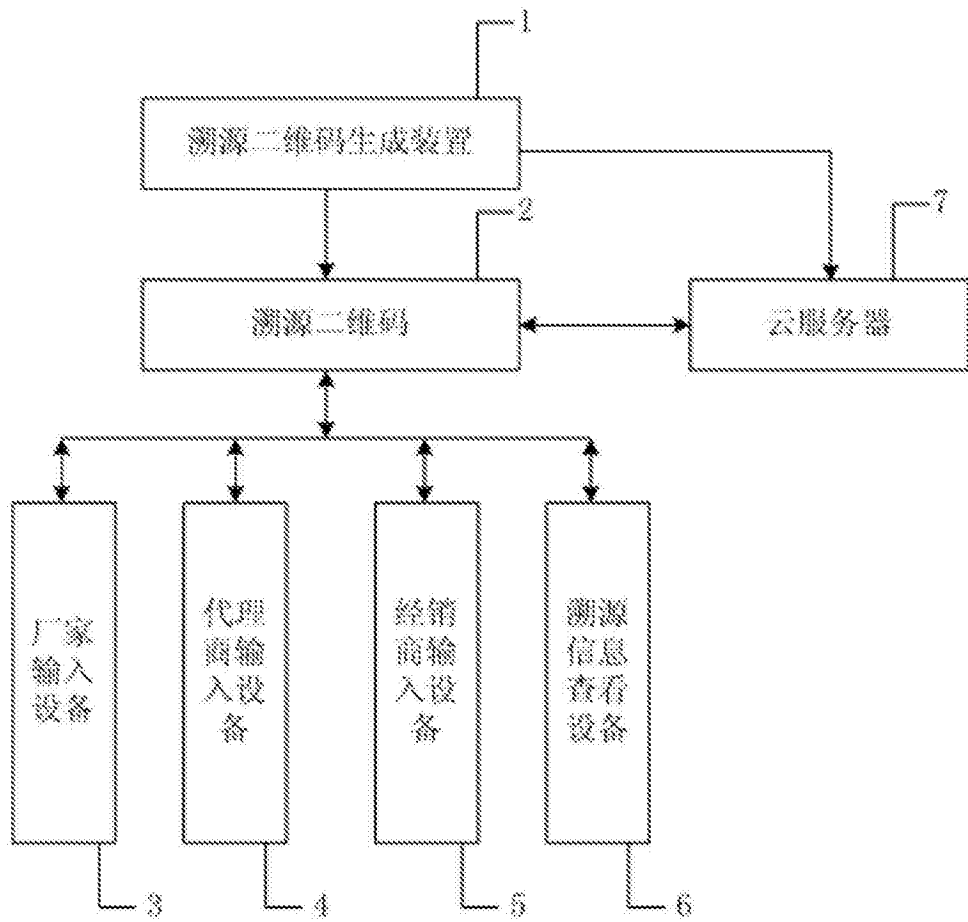 1
溯源二维码生成装置
2
7
溯源二维码
云服务器
厂家
输入
设备
代理
商输
入设
备
经销
商输
入设
备
溯源
信息
查看
设备
3
4
5
6